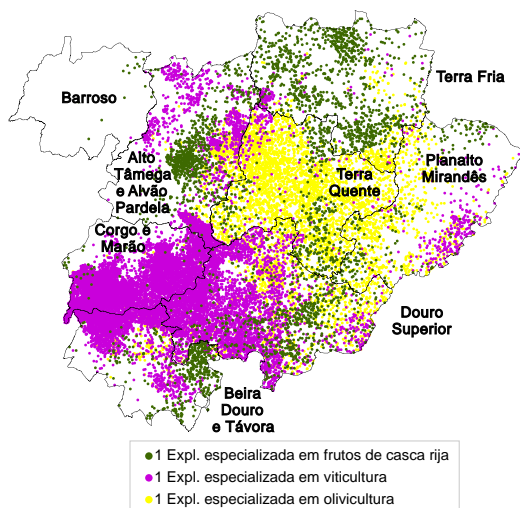 Terra Fria
Barroso
Alto
Tâmega
e Alvão
Pardela
Terra
Quente
Planalto
Mirandês
Corgo e
Marão
Douro
Superior
Beira
Douro
e Távora
1 Expl. especializada em frutos de casca rija
1 Expl. especializada em viticultura
1 Expl. especializada em olivicultura